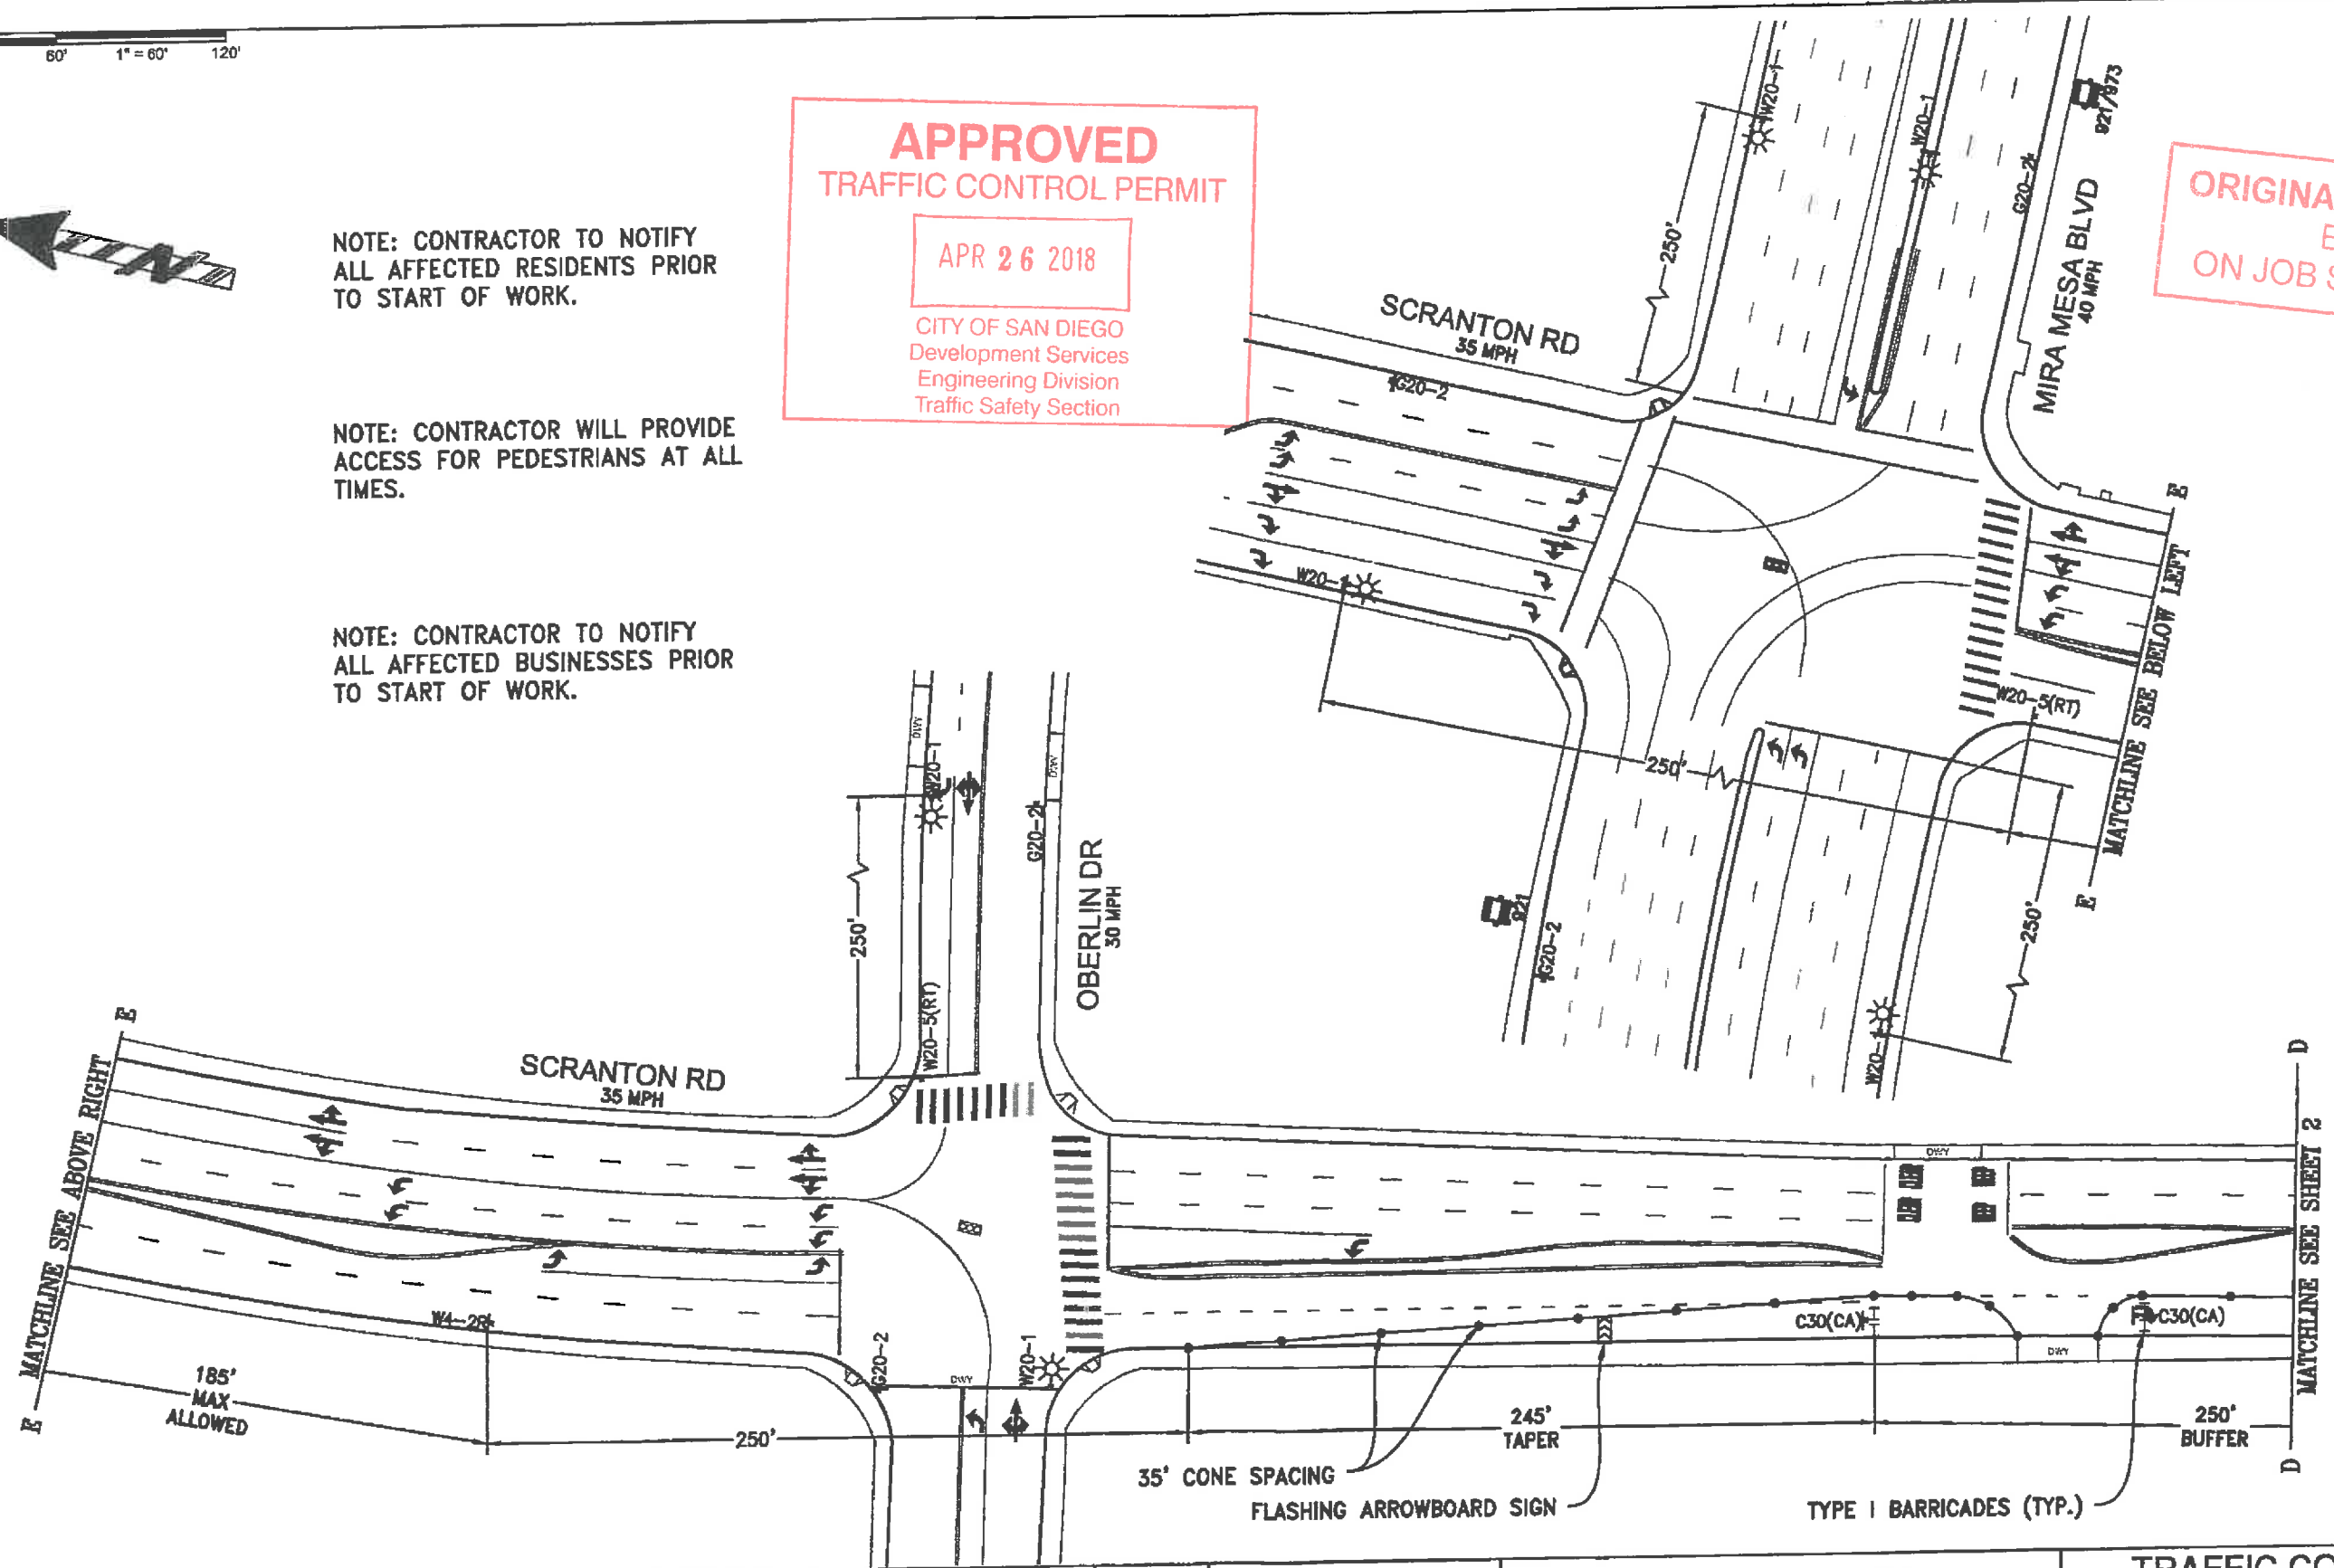 60'
1" = 60'
120'
N
NOTE: CONTRACTOR TO NOTIFY
ALL AFFECTED RESIDENTS PRIOR
TO START OF WORK.
NOTE: CONTRACTOR WILL PROVIDE
ACCESS FOR PEDESTRIANS AT ALL
TIMES.
NOTE: CONTRACTOR TO NOTIFY
ALL AFFECTED BUSINESSES PRIOR
TO START OF WORK.
APPROVED
TRAFFIC CONTROL PERMIT
APR 26 2018
CITY OF SAN DIEGO
Development Services
Engineering Division
Traffic Safety Section
ORIGINA
E
ON JOB S
SCRANTON RD
35 MPH
G20-2
W20-1
W20-1
G20-2
921/973
MIRA MESA BLVD
40 MPH
250'
W20-1
250'
W20-5(RT)
E
MATCHLINE SEE BELOW LEFT
E
921
G20-2
W20-1
250'
DWY
W20-1
DWY
G20-2
250'
W20-5(RT)
OBERLIN DR
30 MPH
E
MATCHLINE SEE ABOVE RIGHT
E
SCRANTON RD
35 MPH
W4-2R
185'
MAX
ALLOWED
250'
G20-2
DWY
W20-1
245'
TAPER
35' CONE SPACING
FLASHING ARROWBOARD SIGN
C30(CA)
C30(CA)
DWY
DWY
250'
BUFFER
TYPE I BARRICADES (TYP.)
D
MATCHLINE SEE SHEET 2
D
TRAFFIC CO